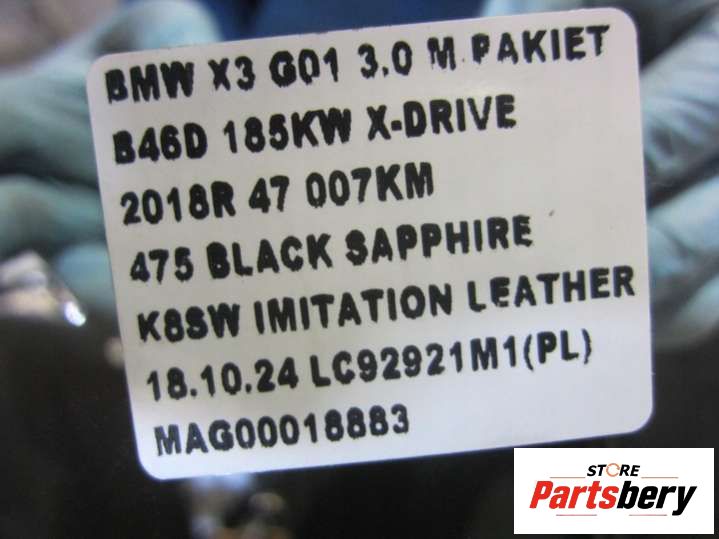 BMW X3 G01 3.0 M PAKIET
B46D 185KW X-DRIVE
2018R 47 007KM
475 BLACK SAPPHIRE
K8SW IMITATION LEATHER
18.10.24 LC92921M1(PL)
MAG00018883
STORE
Partsbery